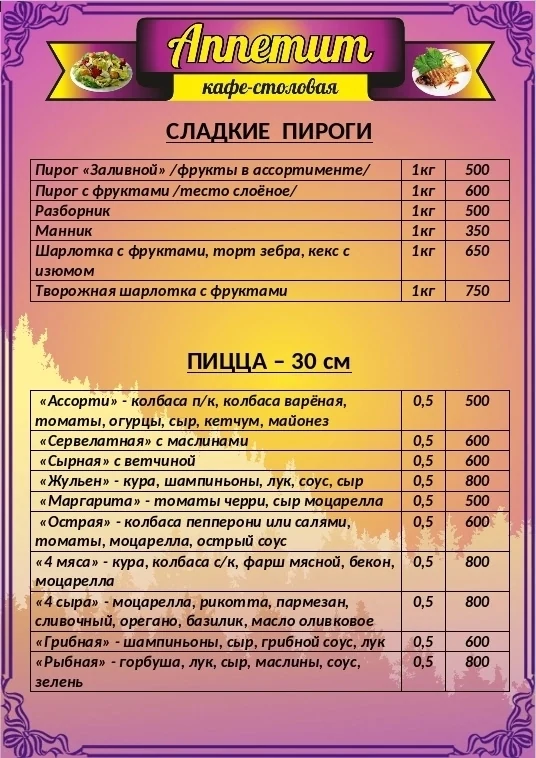 Аппетит
кафе-столовая
СЛАДКИЕ ПИРОГИ
Пирог «Заливной» /фрукты в ассортименте/ 1кг 500
Пирог с фруктами /тесто слоёное/ 1кг 600
Разборник 1кг 500
Манник 1кг 350
Шарлотка с фруктами, торт зебра, кекс с 1кг 650
изюмом
Творожная шарлотка с фруктами 1кг 750
ПИЦЦА – 30 см
«Ассорти» - колбаса п/к, колбаса варёная, 0,5 500
томаты, огурцы, сыр, кетчуп, майонез
«Сервелатная» с маслинами 0,5 600
«Сырная» с ветчиной 0,5 600
«Жульен» - кура, шампиньоны, лук, соус, сыр 0,5 800
«Маргарита» - томаты черри, сыр моцарелла 0,5 500
«Острая» - колбаса пепперони или салями, 0,5 600
томаты, моцарелла, острый соус
«4 мяса» - кура, колбаса с/к, фарш мясной, бекон, 0,5 800
моцарелла
«4 сыра» - моцарелла, рикотта, пармезан, 0,5 800
сливочный, орегано, базилик, масло оливковое
«Грибная» - шампиньоны, сыр, грибной соус, лук 0,5 600
«Рыбная» - горбуша, лук, сыр, маслины, соус, 0,5 800
зелень